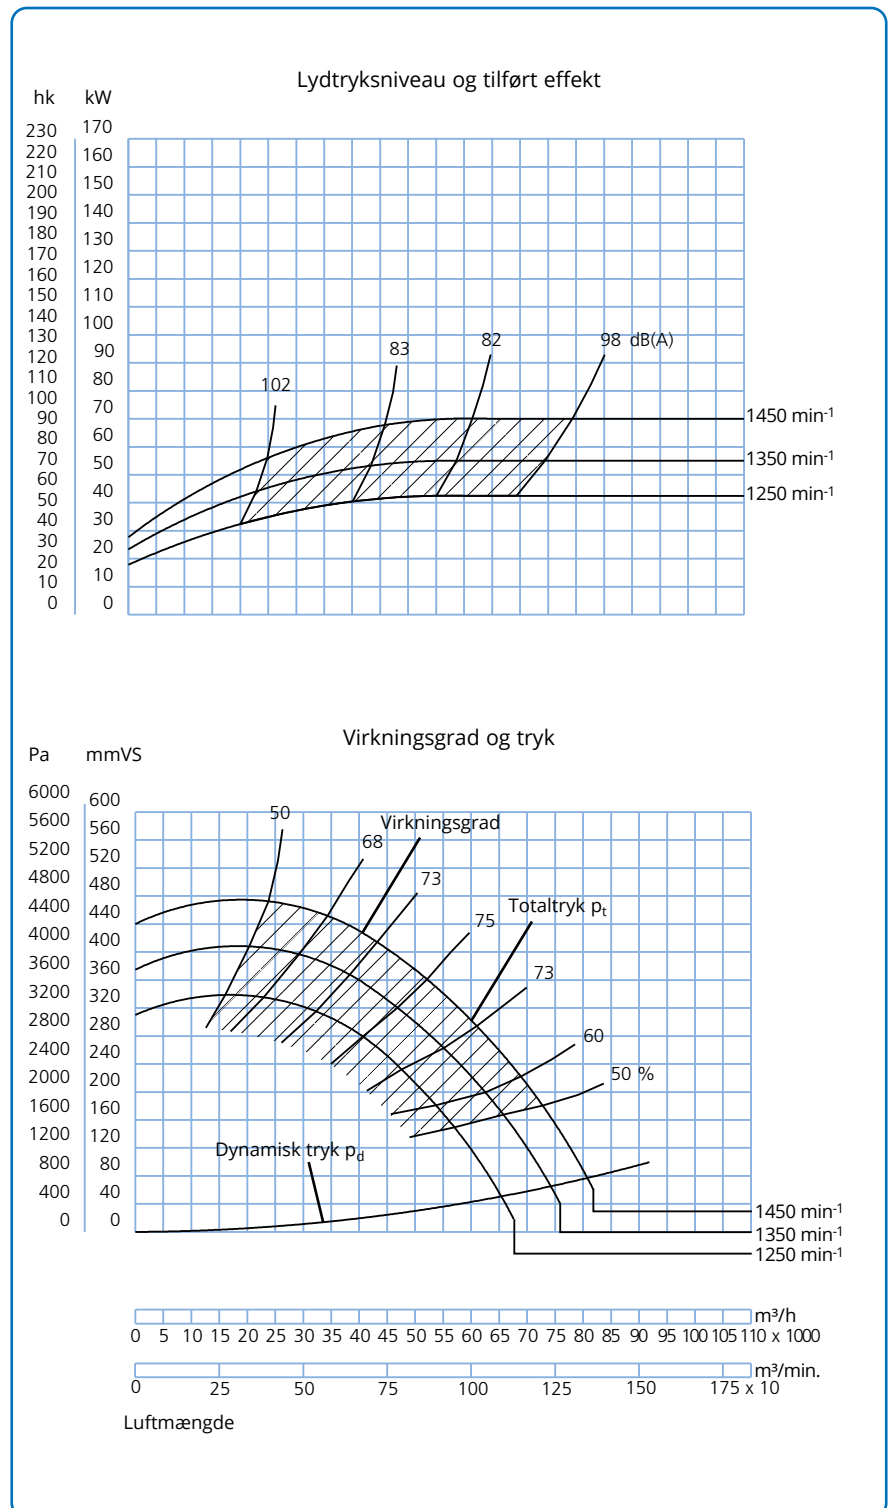 Lydtryksniveau og tilført effekt
hk kW
230 170
220 160
210 150
200 140
190 130
180 120
170 110
160 100
150 90
140 80
130 70
120 60
110 50
100 40
90 30
80 20
70 10
60 0
50
40
30
20
10
0
102
83
82
98 dB(A)
1450 min-1
1350 min-1
1250 min-1
Virkningsgrad og tryk
Pa mmVS
6000 600
5600 560
5200 520
4800 480
4400 440
4000 400
3600 360
3200 320
2800 280
2400 240
2000 200
1600 160
1200 120
800 80
400 40
0 0
50
Virkningsgrad
68
73
75
Totaltryk pt
73
60
50 %
Dynamisk tryk pd
1450 min-1
1350 min-1
1250 min-1
m³/h
0 5 10 15 20 25 30 35 40 45 50 55 60 65 70 75 80 85 90 95 100 105 110 x 1000
m³/min.
0 25 50 75 100 125 150 175 x 10
Luftmængde